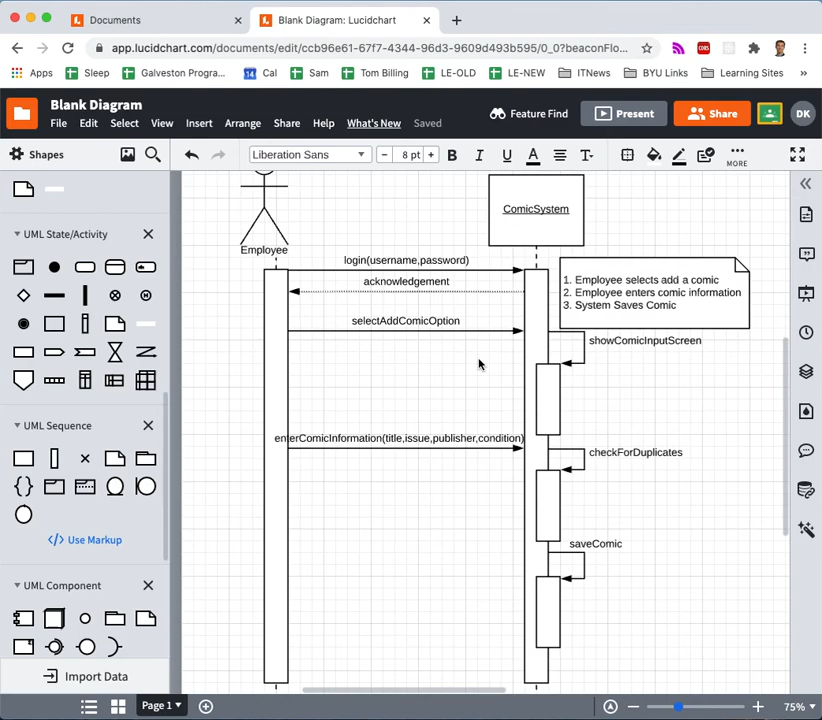 Documents
Blank Diagram: Lucidchart
app.lucidchart.com/documents/edit/ccb96e61-67f7-4344-96d3-9609d493b595/0_0?beaconFlo...
Apps
Sleep
Galveston Progra...
Cal
Sam
Tom Billing
LE-OLD
LE-NEW
ITNews
BYU Links
Learning Sites
Blank Diagram
Feature Find
Present
Share
DK
File Edit Select View Insert Arrange Share Help What's New Saved
Shapes
Liberation Sans
8 pt
B I U A T
MORE
UML State/Activity
UML Sequence
Use Markup
UML Component
Import Data
Employee
ComicSystem
login(username,password)
acknowledgement
1. Employee selects add a comic
2. Employee enters comic information
3. System Saves Comic
selectAddComicOption
showComicInputScreen
enterComicInformation(title,issue,publisher,condition)
checkForDuplicates
saveComic
Page 1
75%